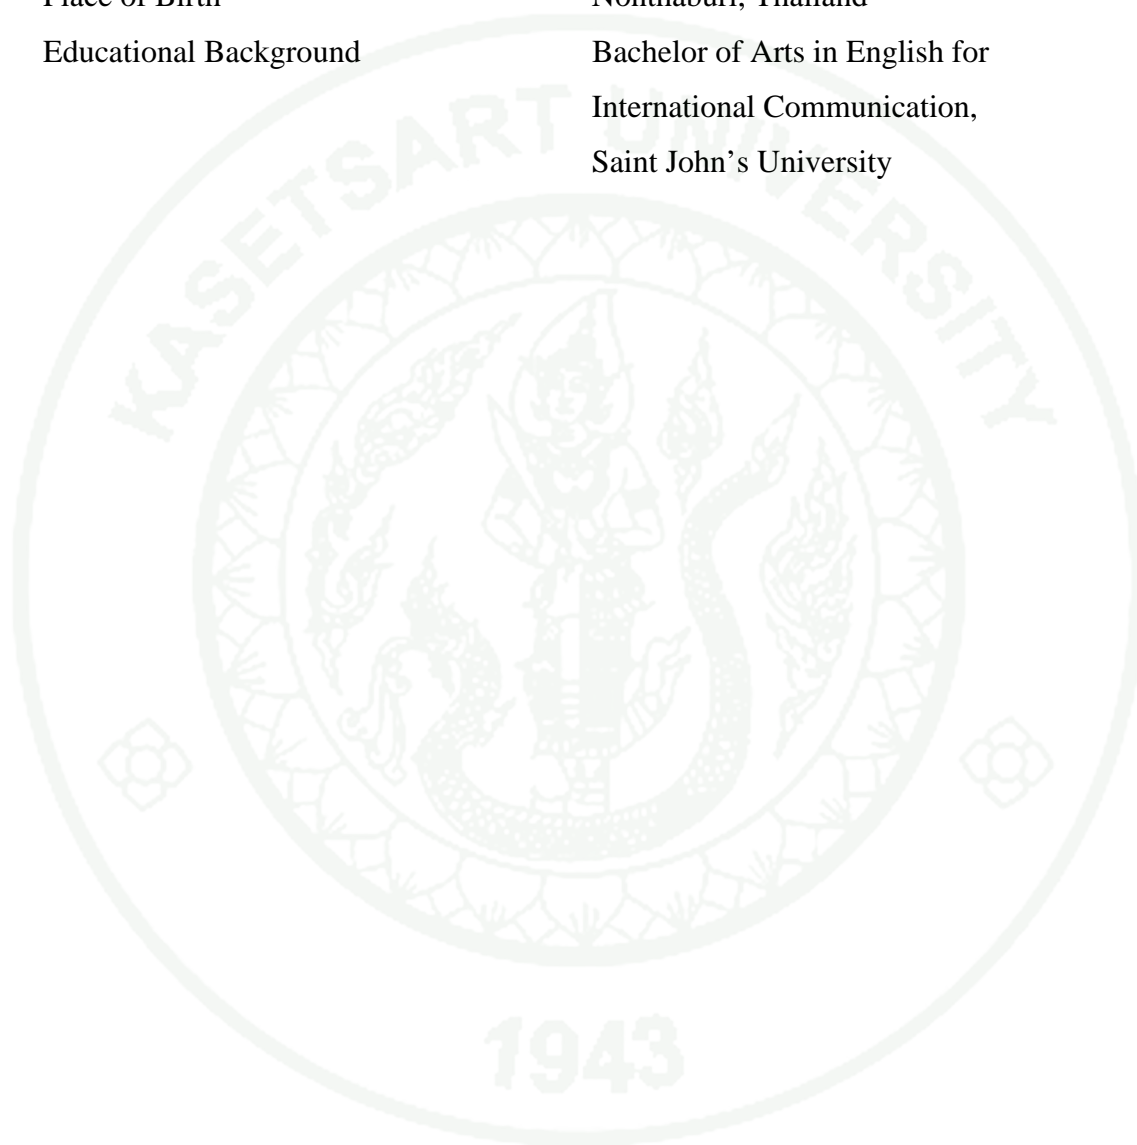 Place of Birth Nonthaburi, Thailand
Educational Background Bachelor of Arts in English for
International Communication,
Saint John’s University
KASETSART UNIVERSITY
1943